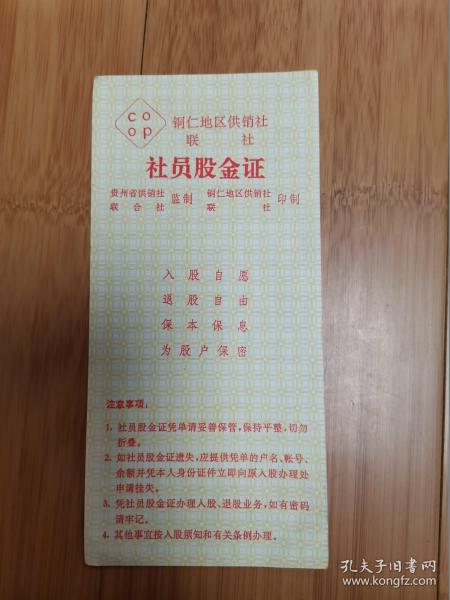 co
op
铜仁地区供销社
联 社
社员股金证
贵州省供销社 监制 铜仁地区供销社 印制
联合社 联 社
入股自愿
退股自由
保本保息
为股户保密
注意事项：
1. 社员股金证凭单请妥善保管，保持平整，切勿
折叠。
2. 如社员股金证遗失，应提供凭单的户名、帐号、
余额并凭本人身份证件立即向原入股办理处
申请挂失。
3. 凭社员股金证办理入股、退股业务，如有密码
请牢记。
4. 其他事宜按入股须知和有关条例办理。
孔夫子旧书网
www.kongfz.com